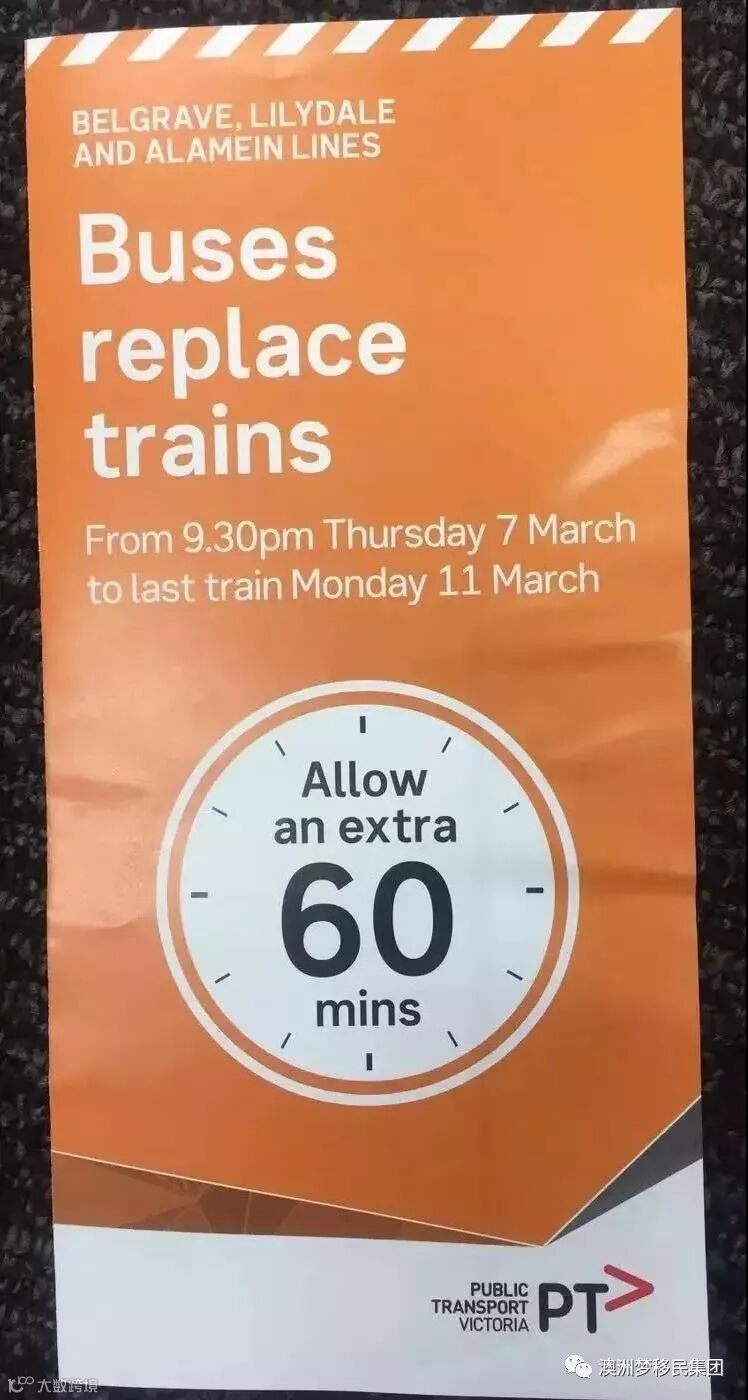 BELGRAVE, LILYDALE
AND ALAMEIN LINES
Buses
replace
trains
From 9.30pm Thursday 7 March
to last train Monday 11 March
Allow
an extra
60
mins
PUBLIC
TRANSPORT
VICTORIA
PT>
大数跨境
澳洲梦移民集团